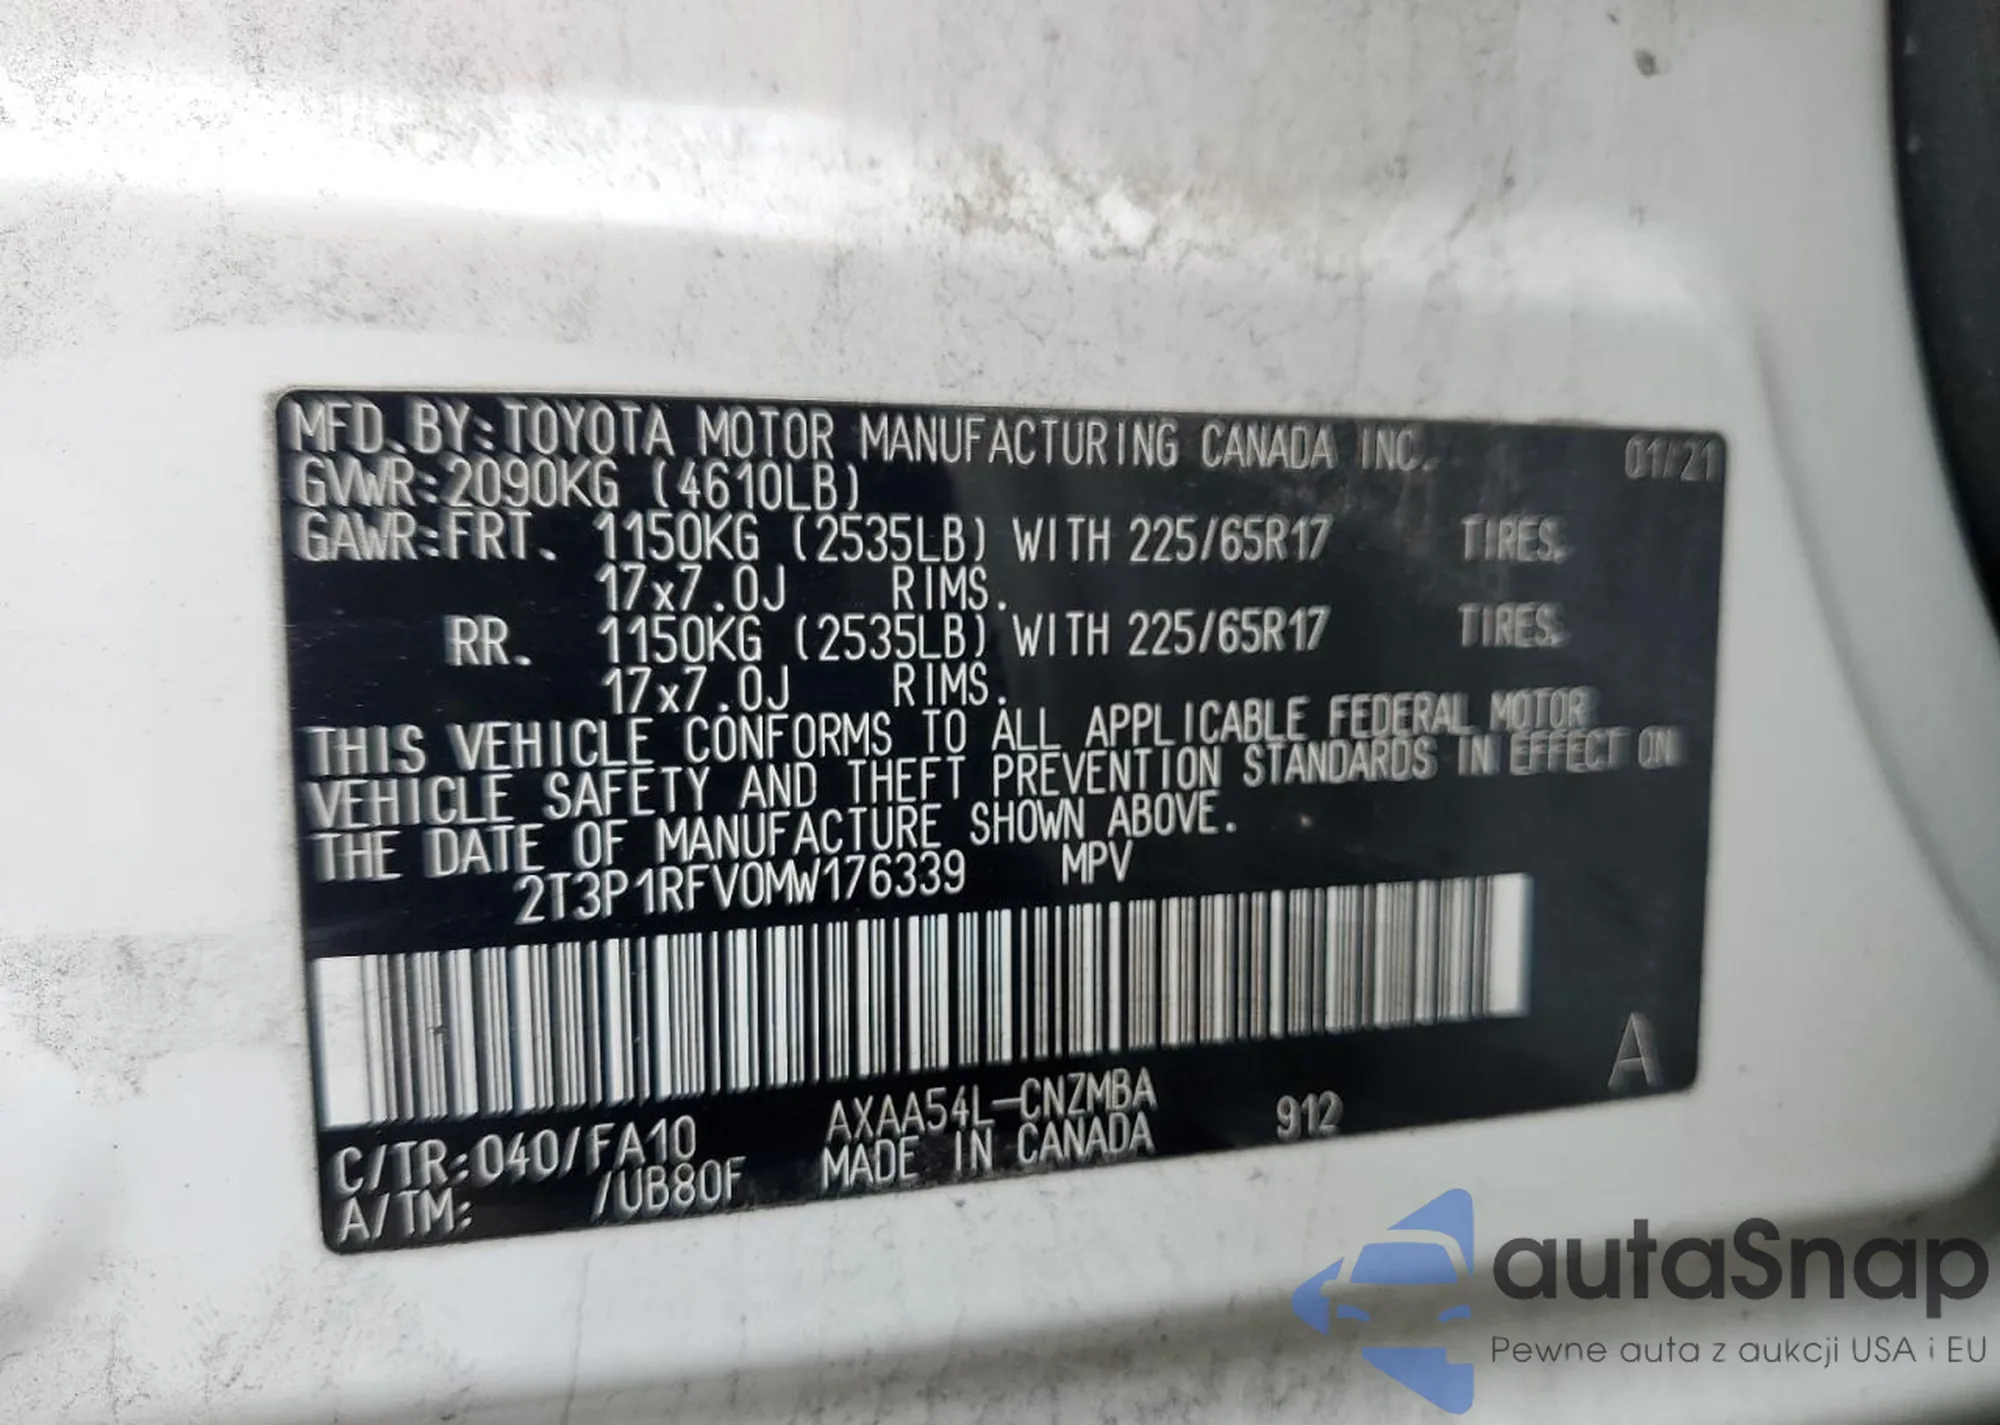 MFD.BY:TOYOTA MOTOR MANUFACTURING CANADA INC. 01/21
GVWR:2090KG (4610LB)
GAWR:FRT. 1150KG (2535LB) WITH 225/65R17 TIRES.
17x7.0J RIMS.
RR. 1150KG (2535LB) WITH 225/65R17 TIRES.
17x7.0J RIMS.
THIS VEHICLE CONFORMS TO ALL APPLICABLE FEDERAL MOTOR
VEHICLE SAFETY AND THEFT PREVENTION STANDARDS IN EFFECT ON
THE DATE OF MANUFACTURE SHOWN ABOVE.
2T3P1RFV0MW176339 MPV
A
C/TR:040/FA10 AXAA54L-CNZMBA 912
A/TM: /UB80F MADE IN CANADA
autaSnap
Pewne auta z aukcji USA i EU